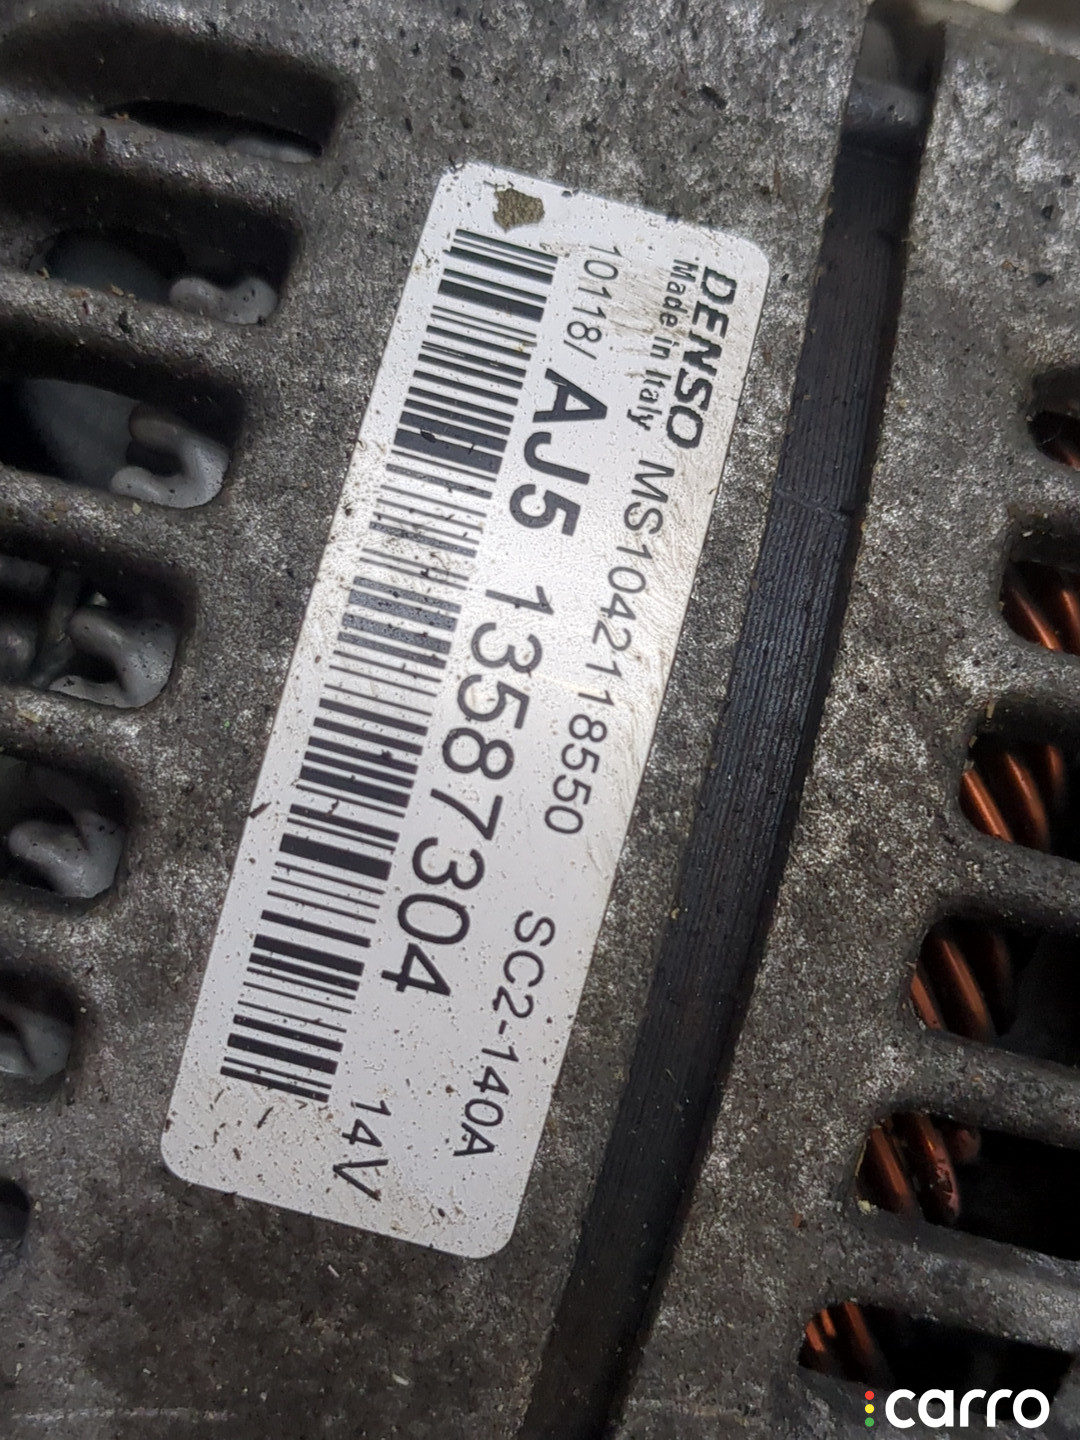 DENSO
Made in Italy MS1042118550 SC2-140A
10118/ AJ5 14V
13587304
carro